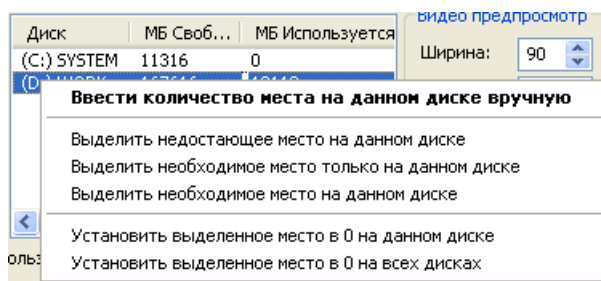 Видео предпросмотр
Диск МБ Своб... МБ Используется
(C:) SYSTEM 11316 0
Ширина: 90
Ввести количество места на данном диске вручную
Выделить недостающее место на данном диске
Выделить необходимое место только на данном диске
Выделить необходимое место на данном диске
Установить выделенное место в 0 на данном диске
Установить выделенное место в 0 на всех дисках